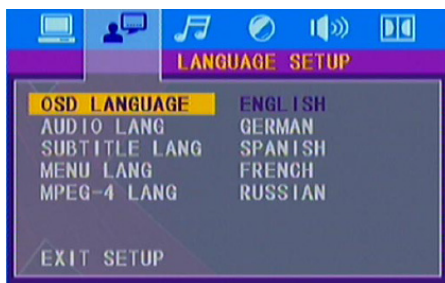 LANGUAGE SETUP
OSD LANGUAGE ENGLISH
AUDIO LANG GERMAN
SUBTITLE LANG SPANISH
MENU LANG FRENCH
MPEG-4 LANG RUSSIAN
EXIT SETUP